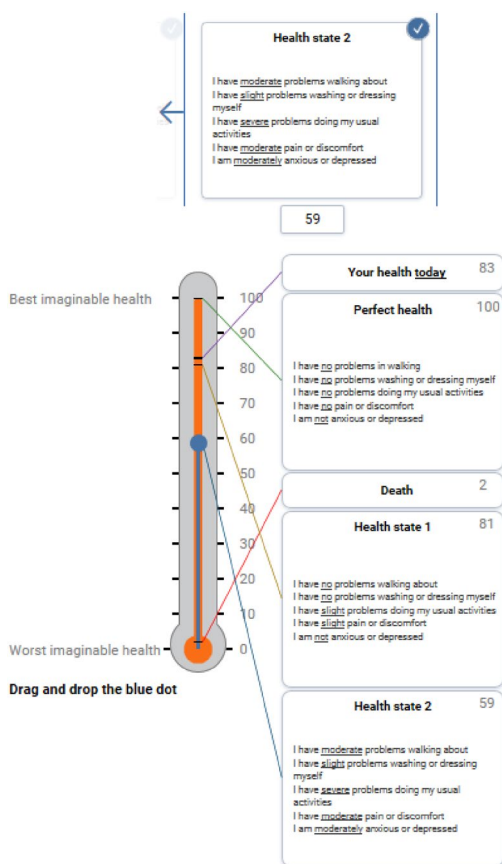 Health state 2
I have moderate problems walking about
I have slight problems washing or dressing
myself
I have severe problems doing my usual
activities
I have moderate pain or discomfort
I am moderately anxious or depressed
59
Your health today 83
Best imaginable health
100
90
80
70
60
50
40
30
20
10
0
Worst imaginable health
Drag and drop the blue dot
Perfect health 100
I have no problems in walking
I have no problems washing or dressing myself
I have no problems doing my usual activities
I have no pain or discomfort
I am not anxious or depressed
Death 2
Health state 1 81
I have no problems walking about
I have no problems washing or dressing myself
I have slight problems doing my usual activities
I have slight pain or discomfort
I am not anxious or depressed
Health state 2 59
I have moderate problems walking about
I have slight problems washing or dressing
myself
I have severe problems doing my usual
activities
I have moderate pain or discomfort
I am moderately anxious or depressed